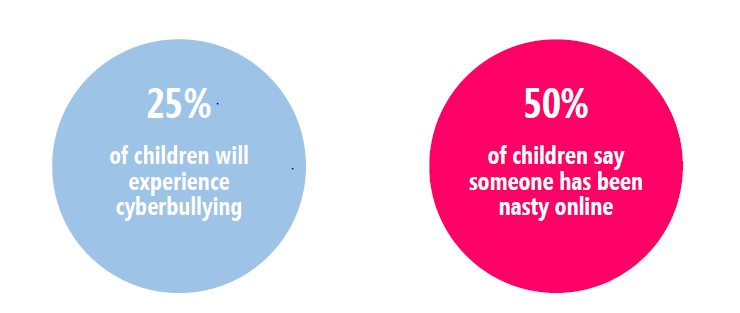 25%
of children will
experience
cyberbullying
50%
of children say
someone has been
nasty online